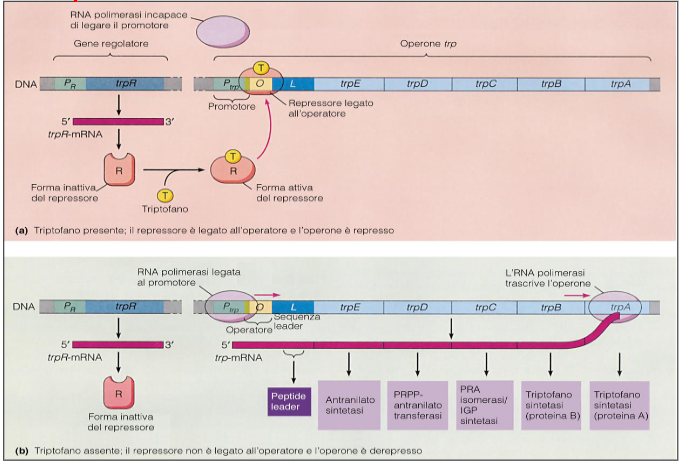 RNA polimerasi incapace
di legare il promotore
Gene regolatore
Operone trp
DNA
P_R
trpR
P_trp
O
T
L
trpE
trpD
trpC
trpB
trpA
Promotore
Repressore legato
all'operatore
5′
3′
trpR-mRNA
R
T
R
Forma inattiva
del repressore
T
Triptofano
Forma attiva
del repressore
(a) Triptofano presente; il repressore è legato all'operatore e l'operone è represso
RNA polimerasi legata
al promotore
L'RNA polimerasi
trascrive l'operone
DNA
P_R
trpR
P_trp
O
L
trpE
trpD
trpC
trpB
trpA
Operatore
Sequenza
leader
5′
3′
trpR-mRNA
5′
trp-mRNA
R
Forma inattiva
del repressore
Peptide
leader
Antranilato
sintetasi
PRPP-
antranilato
transferasi
PRA
isomerasi/
IGP
sintetasi
Triptofano
sintetasi
(proteina B)
Triptofano
sintetasi
(proteina A)
(b) Triptofano assente; il repressore non è legato all'operatore e l'operone è derepresso